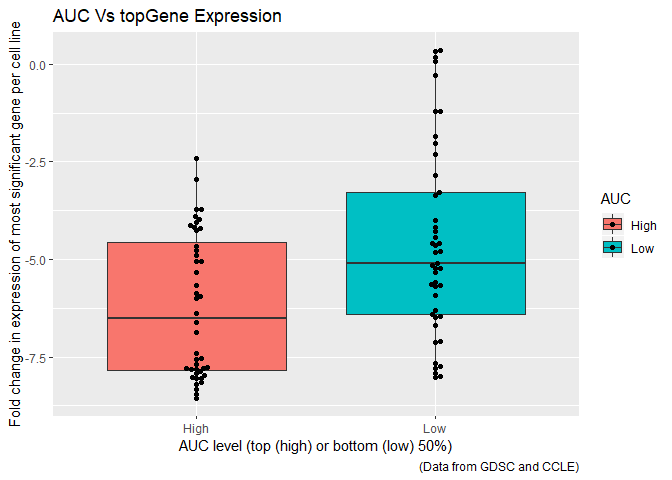 AUC Vs topGene Expression
Fold change in expression of most significant gene per cell line
0.0
-2.5
-5.0
-7.5
High
Low
AUC level (top (high) or bottom (low) 50%)
(Data from GDSC and CCLE)
AUC
High
Low